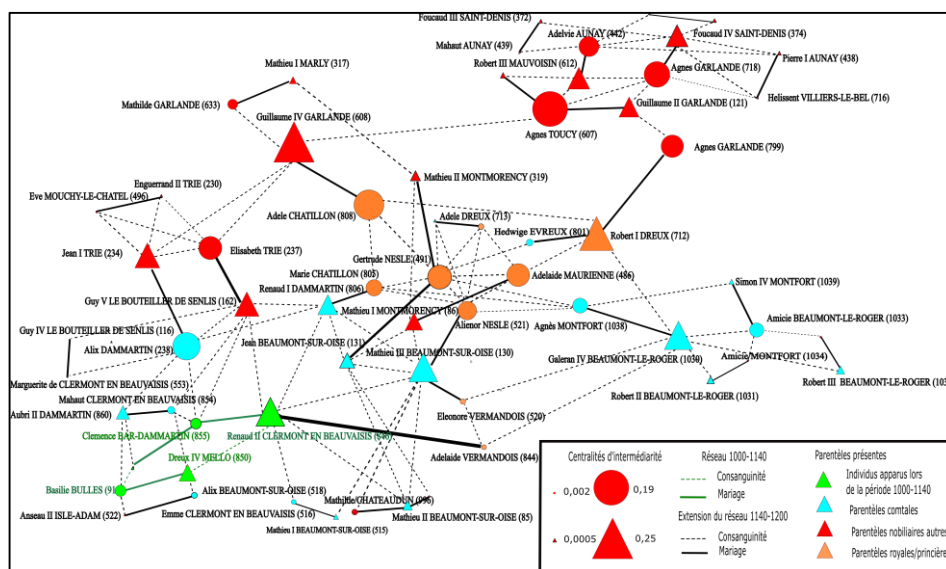 Foucaud III SAINT-DENIS (372)
Adelvie AUNAY (442)
Foucaud IV SAINT-DENIS (374)
Mahaut AUNAY (439)
Pierre I AUNAY (438)
Robert III MAUVOISIN (612)
Agnes GARLANDE (718)
Mathieu I MARLY (317)
Helissent VILLIERS-LE-BEL (716)
Mathilde GARLANDE (633)
Guillaume II GARLANDE (121)
Guillaume IV GARLANDE (608)
Agnes TOUCY (607)
Agnes GARLANDE (799)
Mathieu II MONTMORENCY (319)
Enguerrand II TRIE (230)
Eve MOUCHY-LE-CHATEL (496)
Adele CHATILLON (808)
Adele DREUX (713)
Hedwige EVREUX (801)
Robert I DREUX (712)
Jean I TRIE (234)
Elisabeth TRIE (237)
Gertrude NESLE (491)
Marie CHATILLON (805)
Adelaide MAURIENNE (486)
Renaud I DAMMARTIN (806)
Simon IV MONTFORT (1039)
Guy V LE BOUTEILLER DE SENLIS (162)
Mathieu I MONTMORENCY (86)
Alienor NESLE (521)
Agnès MONTFORT (1038)
Amicie BEAUMONT-LE-ROGER (1033)
Guy IV LE BOUTEILLER DE SENLIS (116)
Jean BEAUMONT-SUR-OISE (131)
Alix DAMMARTIN (238)
Mathieu III BEAUMONT-SUR-OISE (130)
Galeran IV BEAUMONT-LE-ROGER (1030)
Amicie MONTFORT (1034)
Marguerite de CLERMONT EN BEAUVAISIS (553)
Robert III BEAUMONT-LE-ROGER (103
Robert II BEAUMONT-LE-ROGER (1031)
Mahaut CLERMONT EN BEAUVAISIS (854)
Aubri II DAMMARTIN (860)
Eleonore VERMANDOIS (520)
Clemence BAR-DAMMARTIN (855)
Renaud II CLERMONT EN BEAUVAISIS
Adelaide VERMANDOIS (844)
Dreux IV MELLO (850)
Basilie BULLES (91
Alix BEAUMONT-SUR-OISE (518)
Mathilde CHATEAUDUN
Anseau II ISLE-ADAM (522)
Emme CLERMONT EN BEAUVAISIS (516)
Mathieu II BEAUMONT-SUR-OISE (85)
Mathieu I BEAUMONT-SUR-OISE (515)
Centralités d'intermédiarité
0,002
0,19
0,0005
0,25
Réseau 1000-1140
Consanguinité
Mariage
Extension du réseau 1140-1200
Consanguinité
Mariage
Parentèles présentes
Individus apparus lors
de la période 1000-1140
Parentèles comtales
Parentèles nobiliaires autres
Parentèles royales/princière